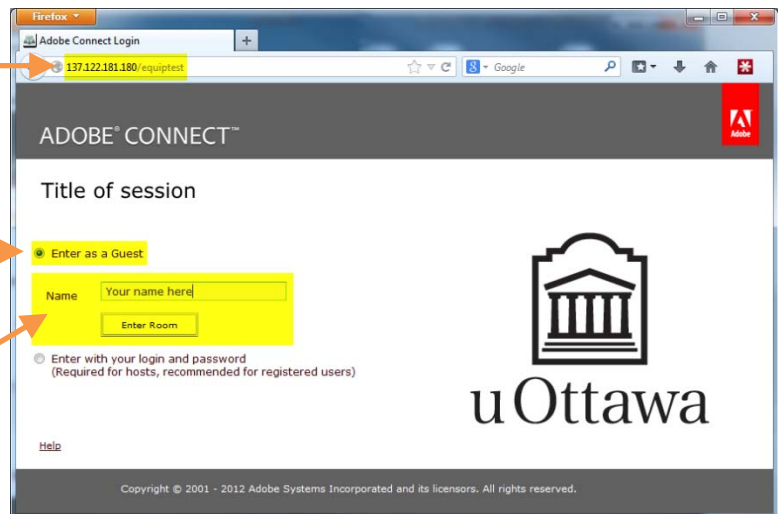 Firefox
Adobe Connect Login
137.122.181.180/equiptest
Google
ADOBE® CONNECT™
Adobe
Title of session
Enter as a Guest
Name
Your name here
Enter Room
Enter with your login and password
(Required for hosts, recommended for registered users)
uOttawa
Help
Copyright © 2001 - 2012 Adobe Systems Incorporated and its licensors. All rights reserved.